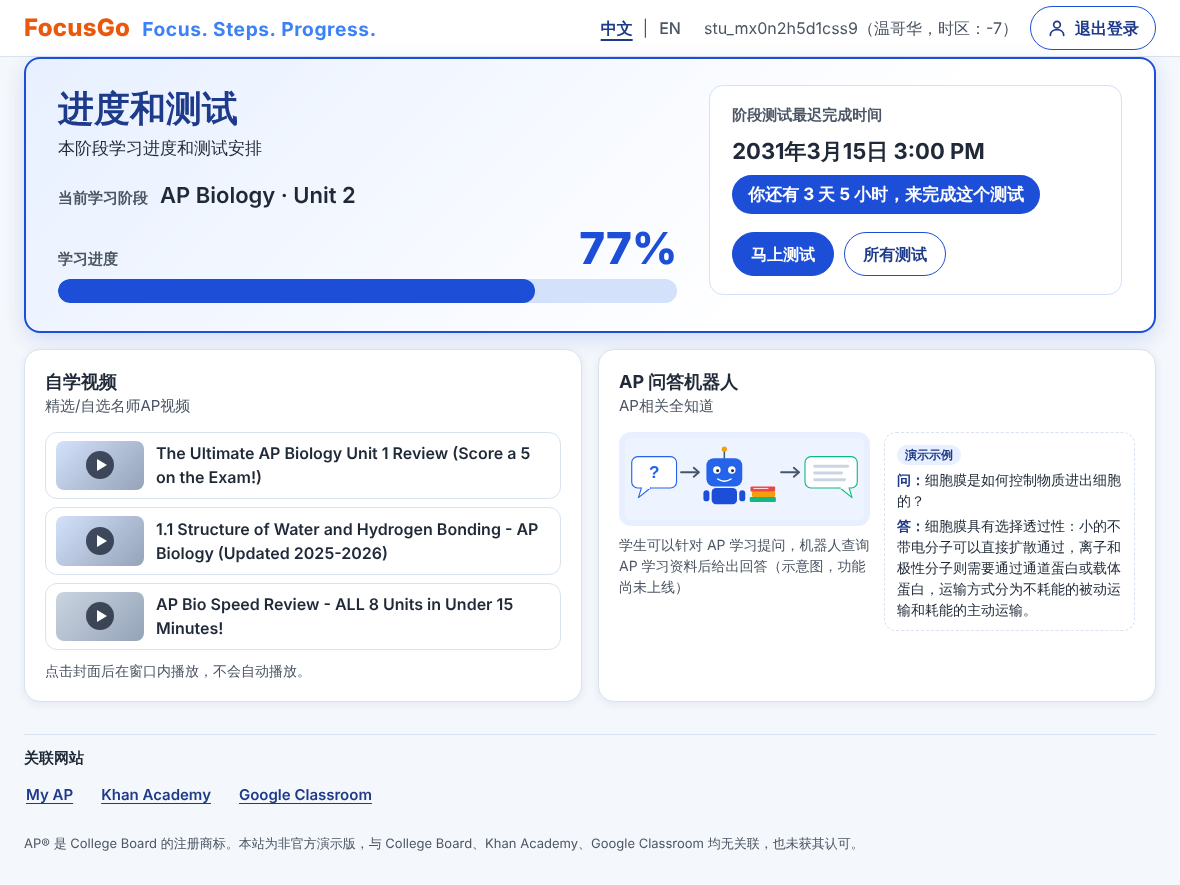 FocusGo Focus. Steps. Progress.
中文 | EN stu_mx0n2h5d1css9（温哥华，时区：-7） 退出登录
进度和测试
本阶段学习进度和测试安排
当前学习阶段 AP Biology · Unit 2
学习进度 77%
阶段测试最迟完成时间
2031年3月15日 3:00 PM
你还有 3 天 5 小时，来完成这个测试
马上测试 所有测试
自学视频
精选/自选名师AP视频
The Ultimate AP Biology Unit 1 Review (Score a 5
on the Exam!)
1.1 Structure of Water and Hydrogen Bonding - AP
Biology (Updated 2025-2026)
AP Bio Speed Review - ALL 8 Units in Under 15
Minutes!
点击封面后在窗口内播放，不会自动播放。
AP 问答机器人
AP相关全知道
?
学生可以针对 AP 学习提问，机器人查询
AP 学习资料后给出回答（示意图，功能
尚未上线）
演示示例
问：细胞膜是如何控制物质进出细胞
的？
答：细胞膜具有选择透过性：小的不
带电分子可以直接扩散通过，离子和
极性分子则需要通过通道蛋白或载体
蛋白，运输方式分为不耗能的被动运
输和耗能的主动运输。
关联网站
My AP Khan Academy Google Classroom
AP® 是 College Board 的注册商标。本站为非官方演示版，与 College Board、Khan Academy、Google Classroom 均无关联，也未获其认可。